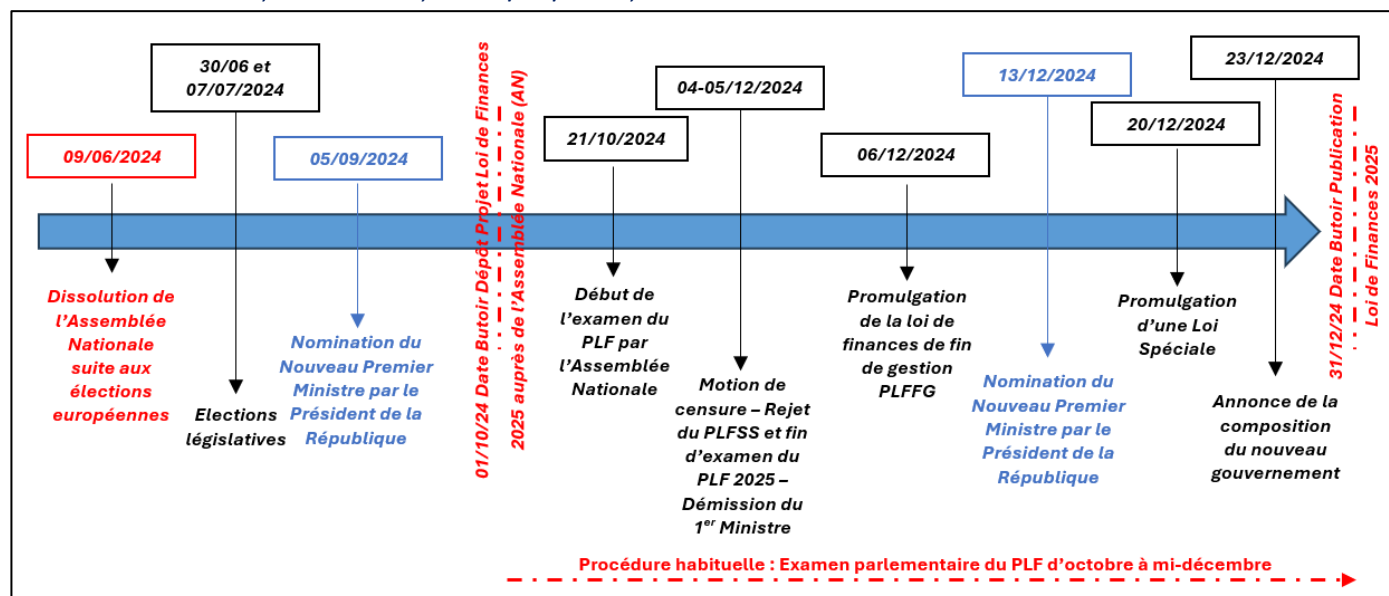 30/06 et
07/07/2024
09/06/2024
05/09/2024
01/10/24 Date Butoir Dépôt Projet Loi de Finances
2025 auprès de l’Assemblée Nationale (AN)
21/10/2024
04-05/12/2024
06/12/2024
13/12/2024
20/12/2024
23/12/2024
31/12/24 Date Butoir Publication
Loi de Finances 2025
Dissolution de
l’Assemblée
Nationale
suite aux
élections
européennes
Elections
législatives
Nomination du
Nouveau Premier
Ministre par le
Président de la
République
Début de
l’examen du
PLF par
l’Assemblée
Nationale
Motion de
censure – Rejet
du PLFSS et fin
d’examen du
PLF 2025 –
Démission du
1er Ministre
Promulgation
de la loi de
finances de fin
de gestion
PLFFG
Nomination du
Nouveau Premier
Ministre par le
Président de la
République
Promulgation
d’une Loi
Spéciale
Annonce de la
composition
du nouveau
gouvernement
Procédure habituelle : Examen parlementaire du PLF d’octobre à mi-décembre